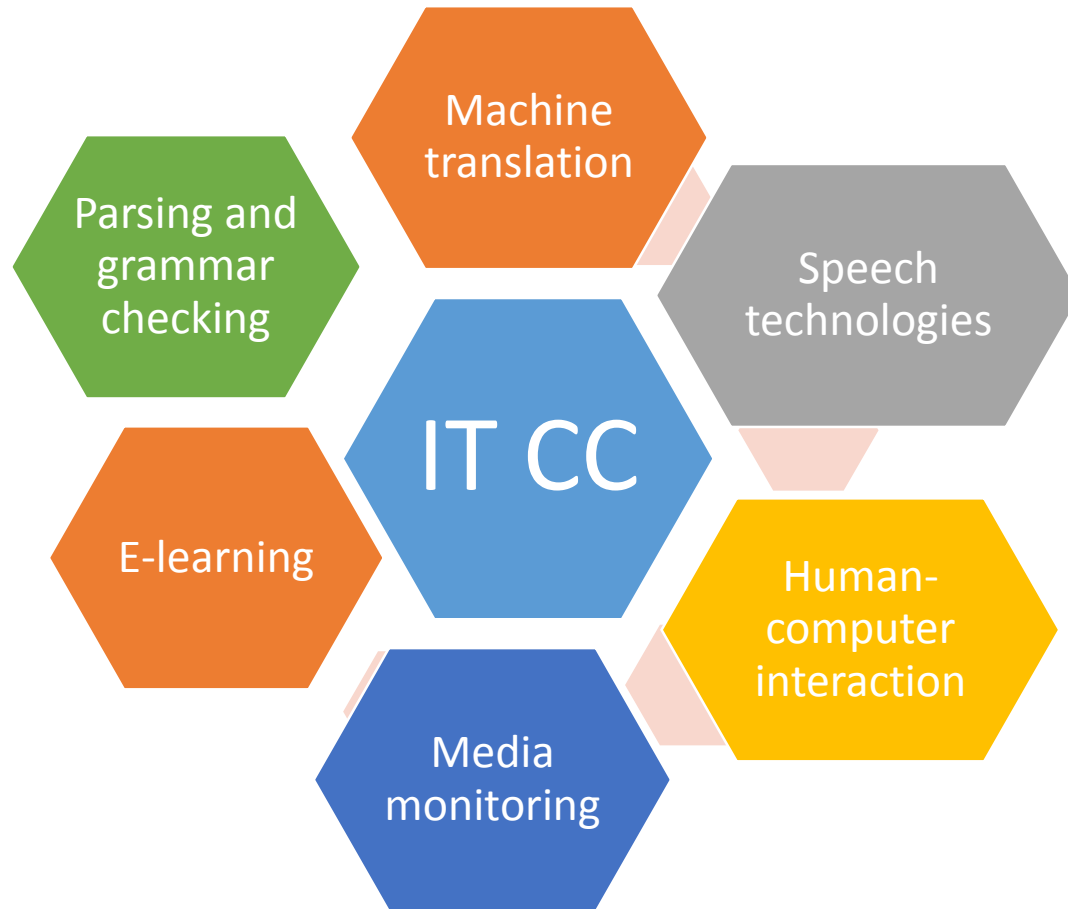 Machine
translation
Parsing and
grammar
checking
Speech
technologies
IT CC
E-learning
Human-
computer
interaction
Media
monitoring